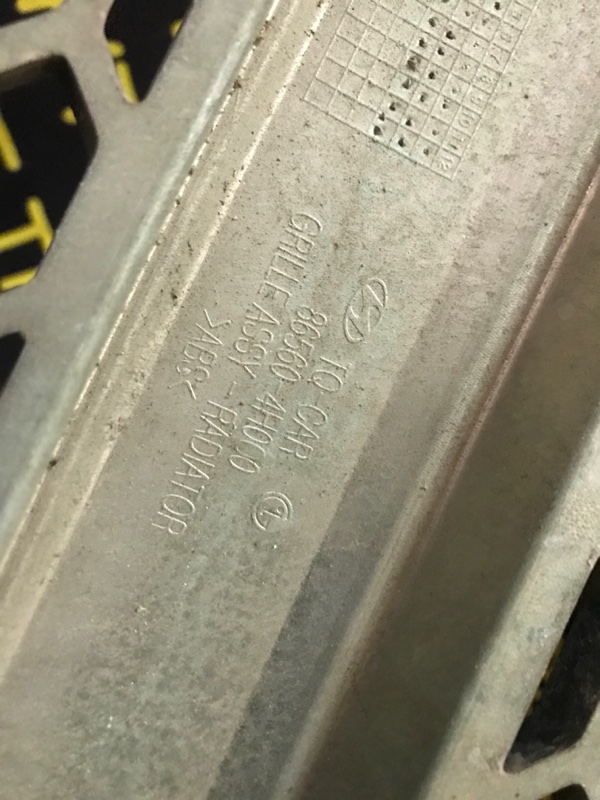 TQ-CAR
86560-4H000
GRILLE ASSY-RADIATOR
>ABS<